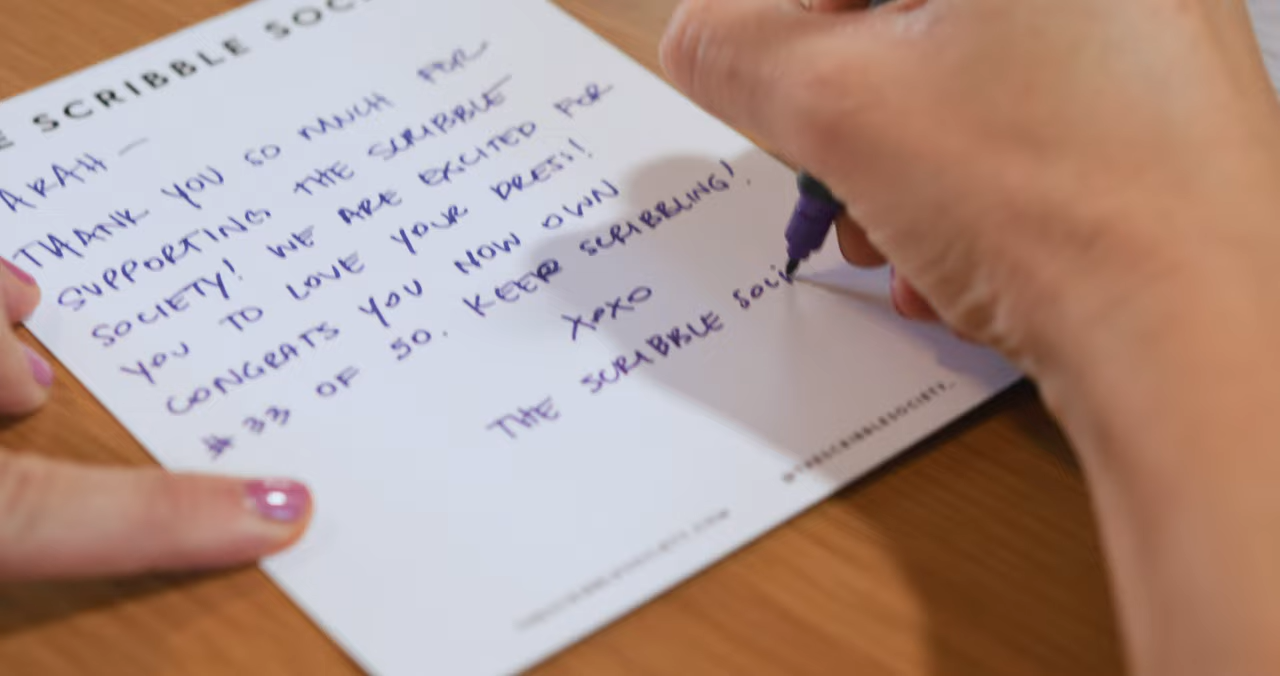 E SCRIBBLE SOC
ARAH —
THANK YOU SO MUCH FOR
SUPPORTING THE SCRIBBLE
SOCIETY! WE ARE EXCITED FOR
YOU TO LOVE YOUR DRESS!
CONGRATS YOU NOW OWN
#33 OF 50. KEEP SCRIBBLING!
XOXO
THE SCRIBBLE SOCI
@THESCRIBBLESOCIETY_